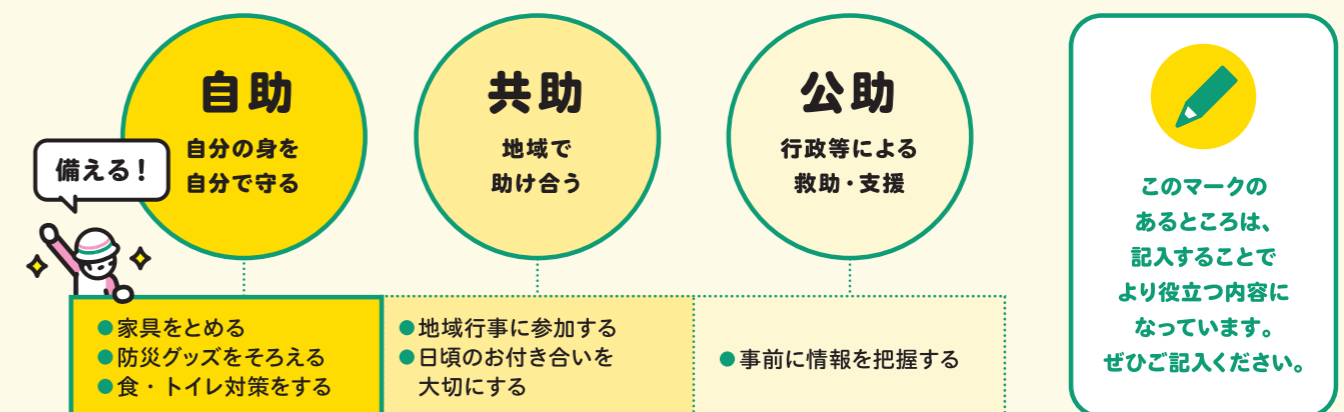 備える!
自助
自分の身を
自分で守る
●家具をとめる
●防災グッズをそろえる
●食・トイレ対策をする
共助
地域で
助け合う
●地域行事に参加する
●日頃のお付き合いを
大切にする
公助
行政等による
救助・支援
●事前に情報を把握する
このマークの
あるところは、
記入することで
より役立つ内容に
なっています。
ぜひご記入ください。